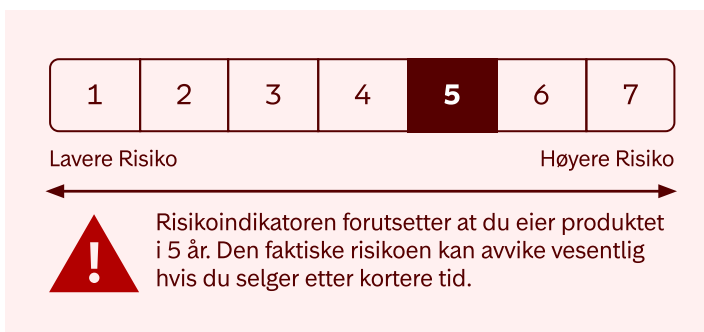 1 2 3 4 5 6 7
Lavere Risiko Høyere Risiko
Risikoindikatoren forutsetter at du eier produktet
i 5 år. Den faktiske risikoen kan avvike vesentlig
hvis du selger etter kortere tid.
!